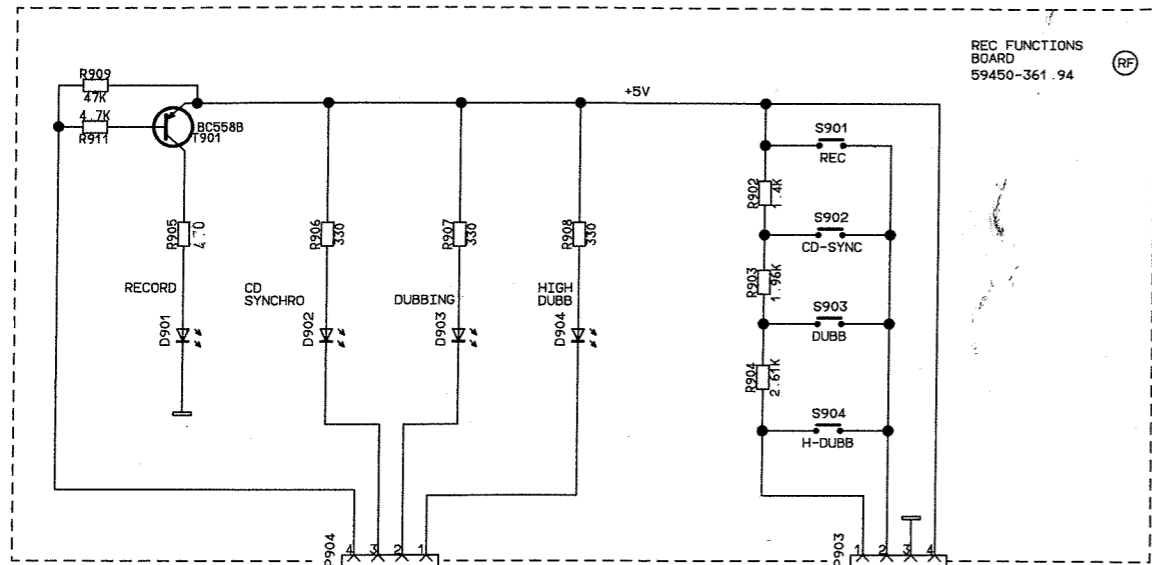 REC FUNCTIONS
BOARD
59450-361.94
RF
R909
47K
4.7K
R911
BC558B
T901
+5V
S901
REC
R902
1.4K
S902
CD-SYNC
R903
1.96K
S903
DUBB
R904
2.61K
S904
H-DUBB
R905
470
R906
330
R907
330
R908
330
RECORD
CD
SYNCHRO
DUBBING
HIGH
DUBB
D901
D902
D903
D904
P904
4 3 2 1
P903
1 2 3 4